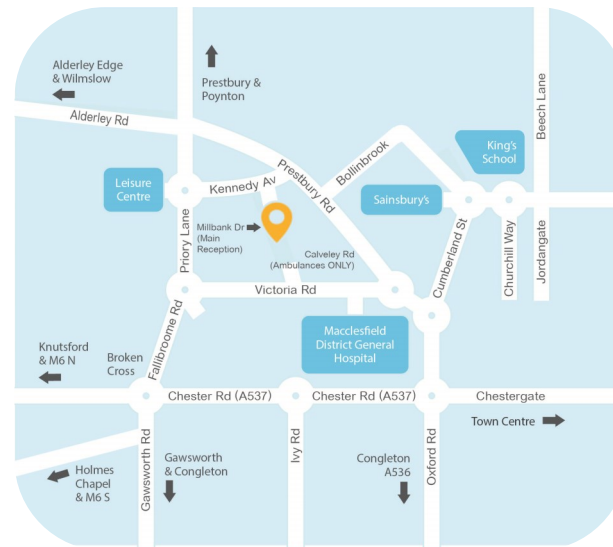 Alderley Edge
& Wilmslow
Prestbury &
Poynton
Alderley Rd
Beech Lane
King's
School
Bollinbrook
Prestbury Rd
Kennedy Av
Leisure
Centre
Sainsbury's
Priory Lane
Millbank Dr
(Main
Reception)
Calveley Rd
(Ambulances ONLY)
Cumberland St
Churchill Way
Jordangate
Victoria Rd
Macclesfield
District General
Hospital
Fallibroome Rd
Knutsford
& M6 N
Broken
Cross
Chester Rd (A537)
Chester Rd (A537)
Chestergate
Town Centre
Gawsworth Rd
Ivy Rd
Oxford Rd
Holmes
Chapel
& M6 S
Gawsworth
& Congleton
Congleton
A536